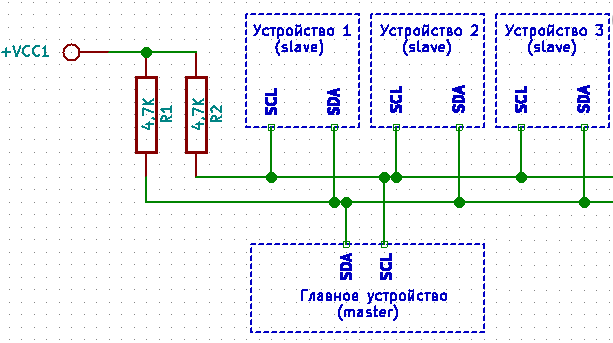 Устройство 1
(slave)
Устройство 2
(slave)
Устройство 3
(slave)
+VCC1
4,7K
R1
4,7K
R2
SCL
SDA
SCL
SDA
SCL
SDA
SDA
SCL
Главное устройство
(master)